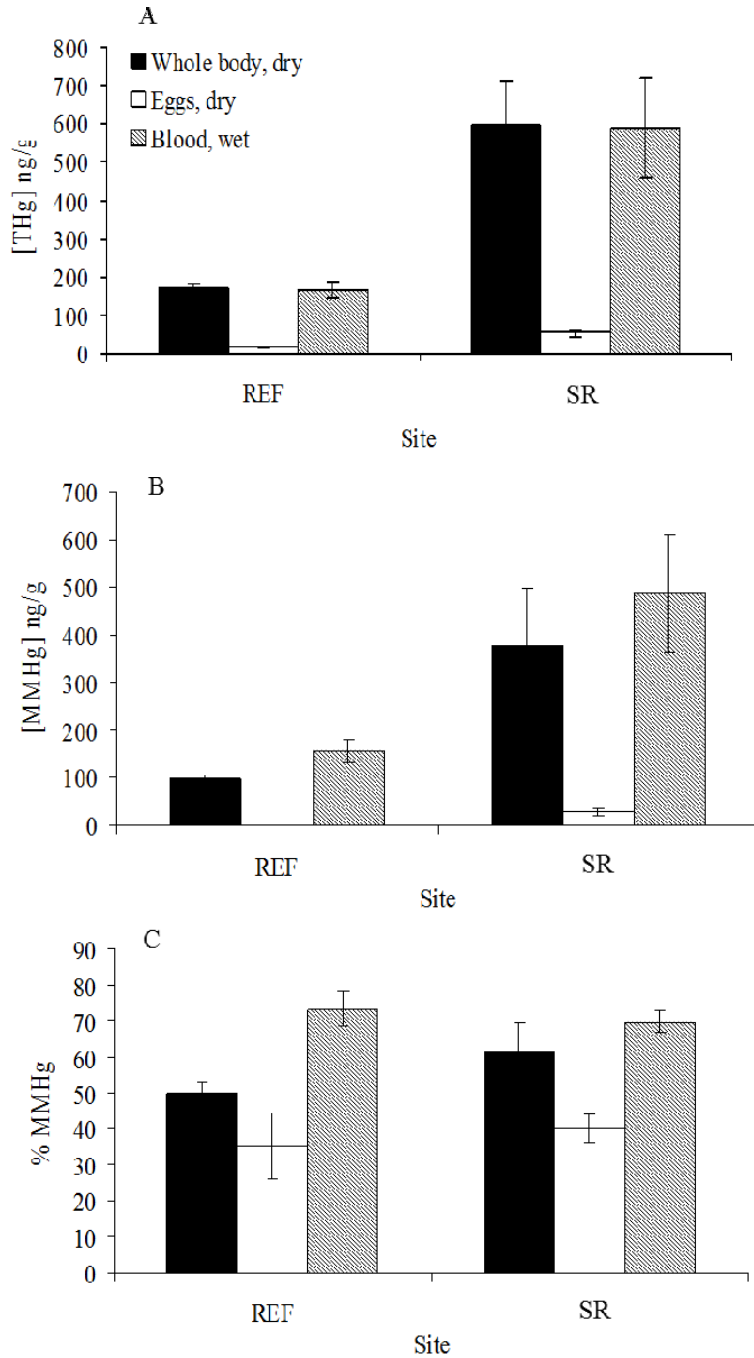 A
800
700
600
500
400
300
200
100
0
[THg] ng/g
Whole body, dry
Eggs, dry
Blood, wet
REF
SR
Site
B
700
600
500
400
300
200
100
0
[MMHg] ng/g
REF
SR
Site
C
90
80
70
60
50
40
30
20
10
0
% MMHg
REF
SR
Site